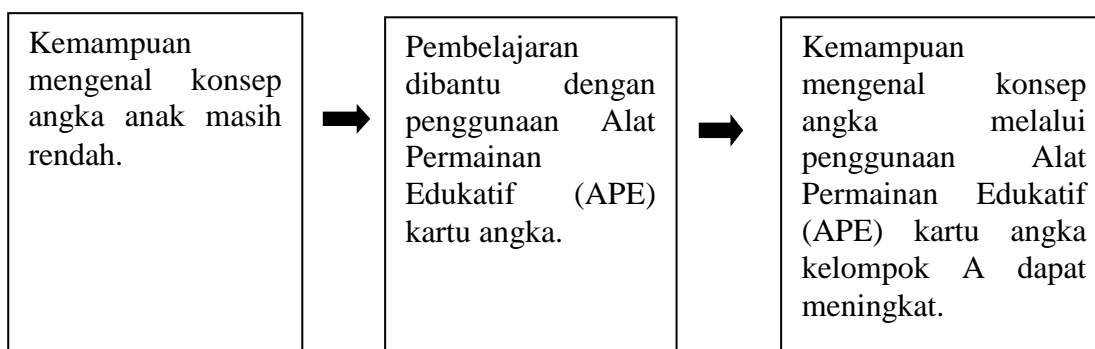 Kemampuan
mengenal konsep
angka anak masih
rendah.
Pembelajaran
dibantu dengan
penggunaan Alat
Permainan
Edukatif (APE)
kartu angka.
Kemampuan
mengenal konsep
angka melalui
penggunaan Alat
Permainan Edukatif
(APE) kartu angka
kelompok A dapat
meningkat.